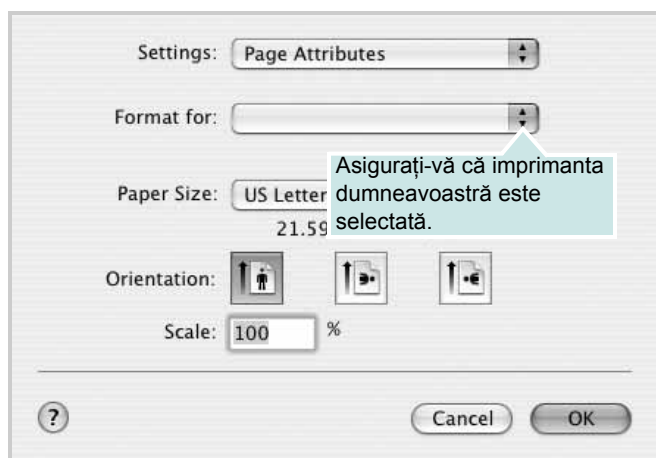 Settings: Page Attributes
Format for:
Asigurați-vă că imprimanta
dumneavoastră este
selectată.
Paper Size: US Letter
21.59
Orientation:
Scale: 100 %
? Cancel OK